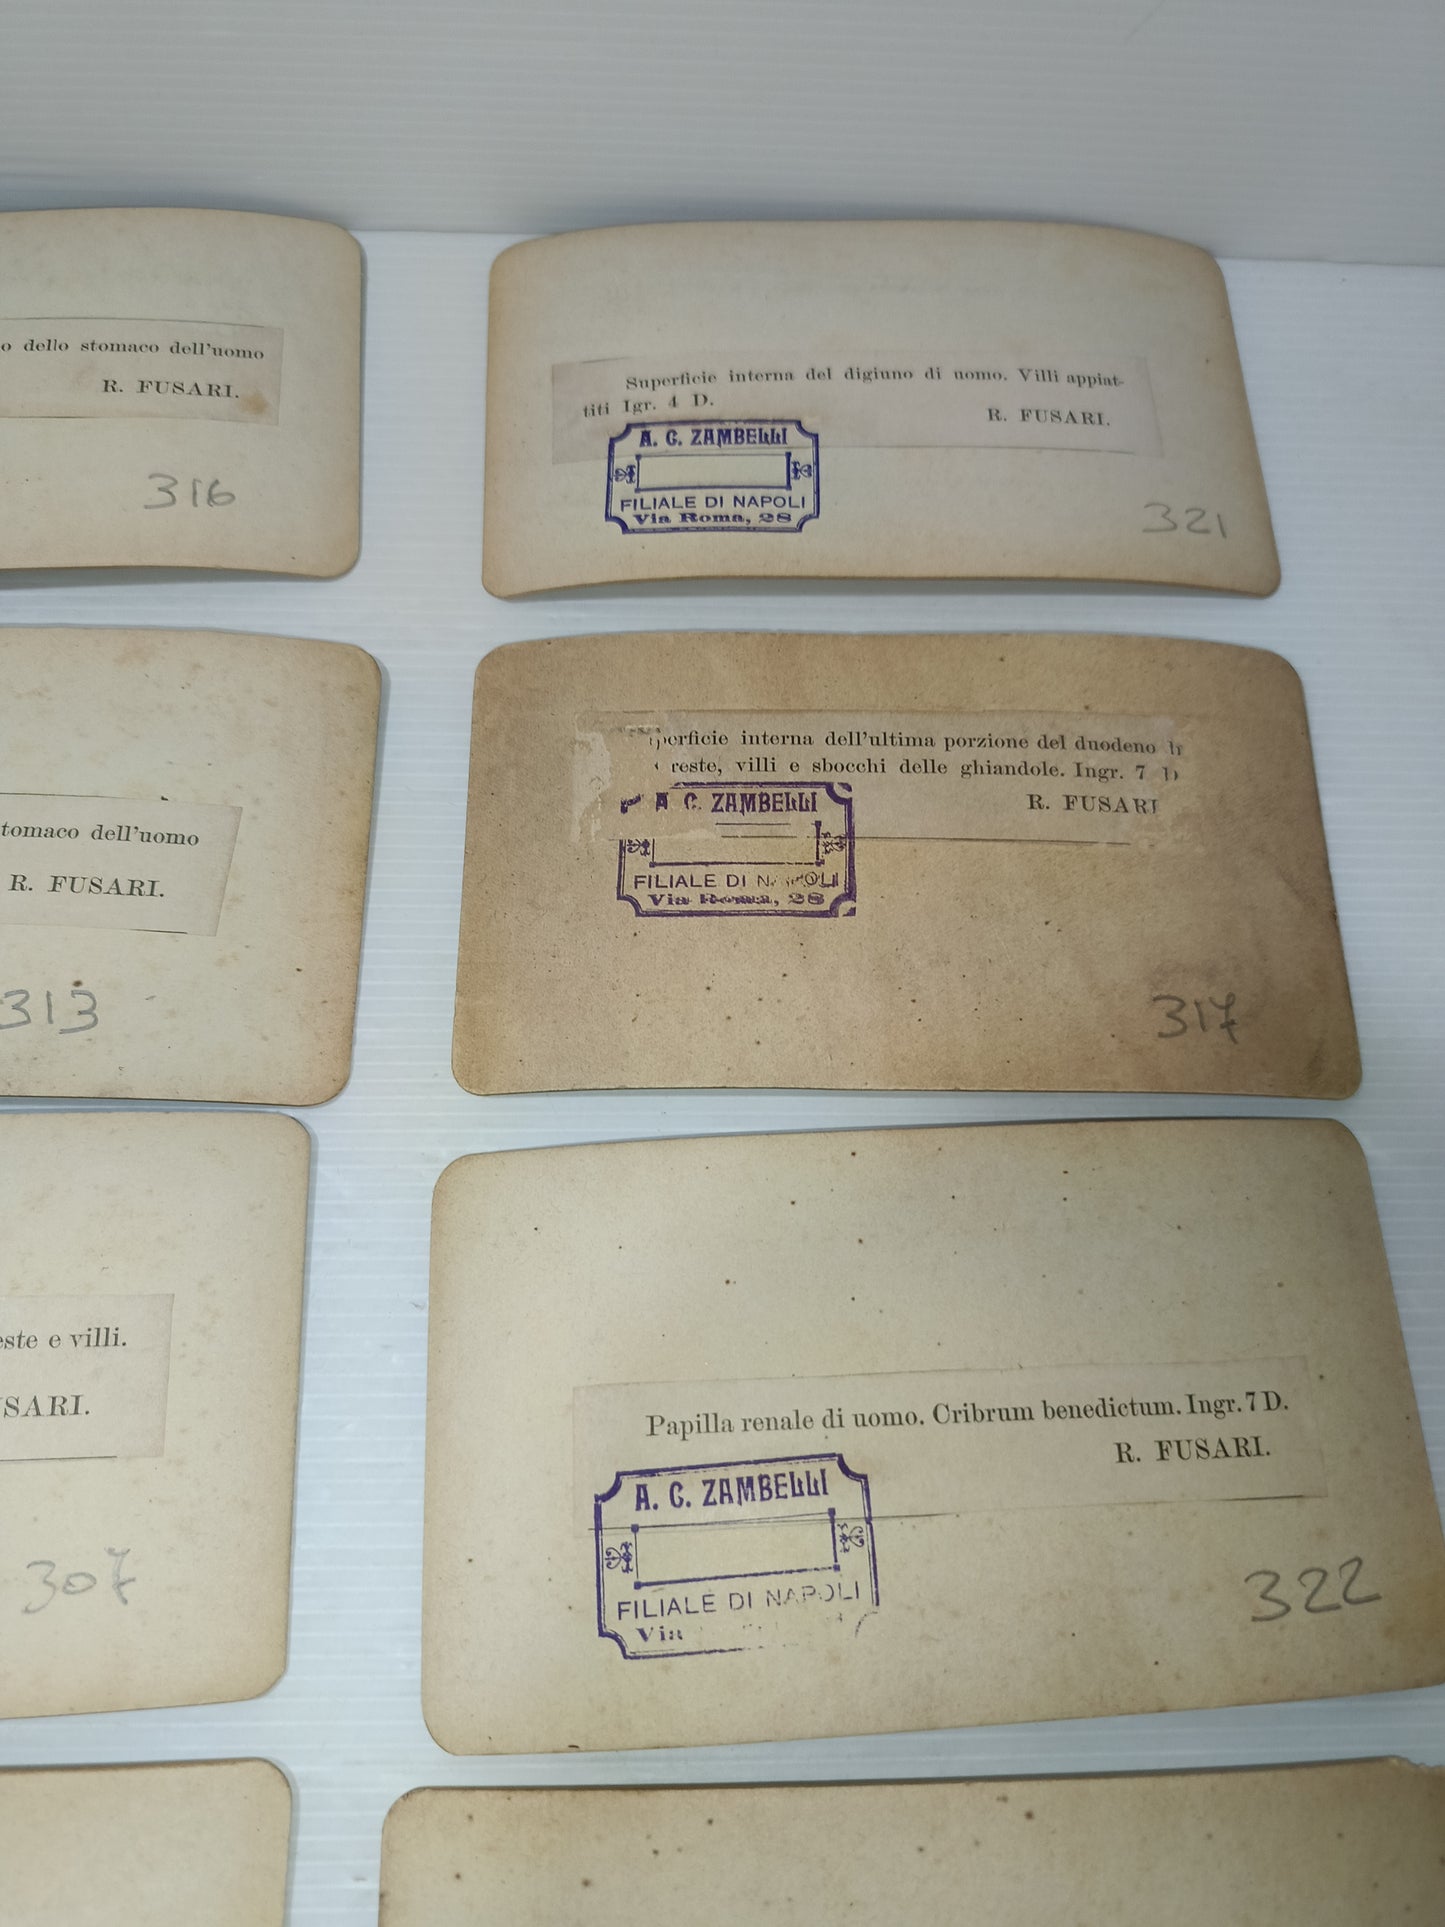 dello stomaco dell'uomo
R. FUSARI.
316
Superficie interna del digiuno di uomo. Villi appiat-
titi Igr. 4 D.
R. FUSARI.
A. C. ZAMBELLI
FILIALE DI NAPOLI
Via Roma, 28
321
tomaco dell'uomo
R. FUSARI.
313
perficie interna dell'ultima porzione del duodeno
reste, villi e sbocchi delle ghiandole. Ingr. 7 D
R. FUSARI
A. C. ZAMBELLI
FILIALE DI NAPOLI
Via Roma, 28
317
este e villi.
USARI.
307
Papilla renale di uomo. Cribrum benedictum. Ingr. 7 D.
R. FUSARI.
A. C. ZAMBELLI
FILIALE DI NAPOLI
Via
322